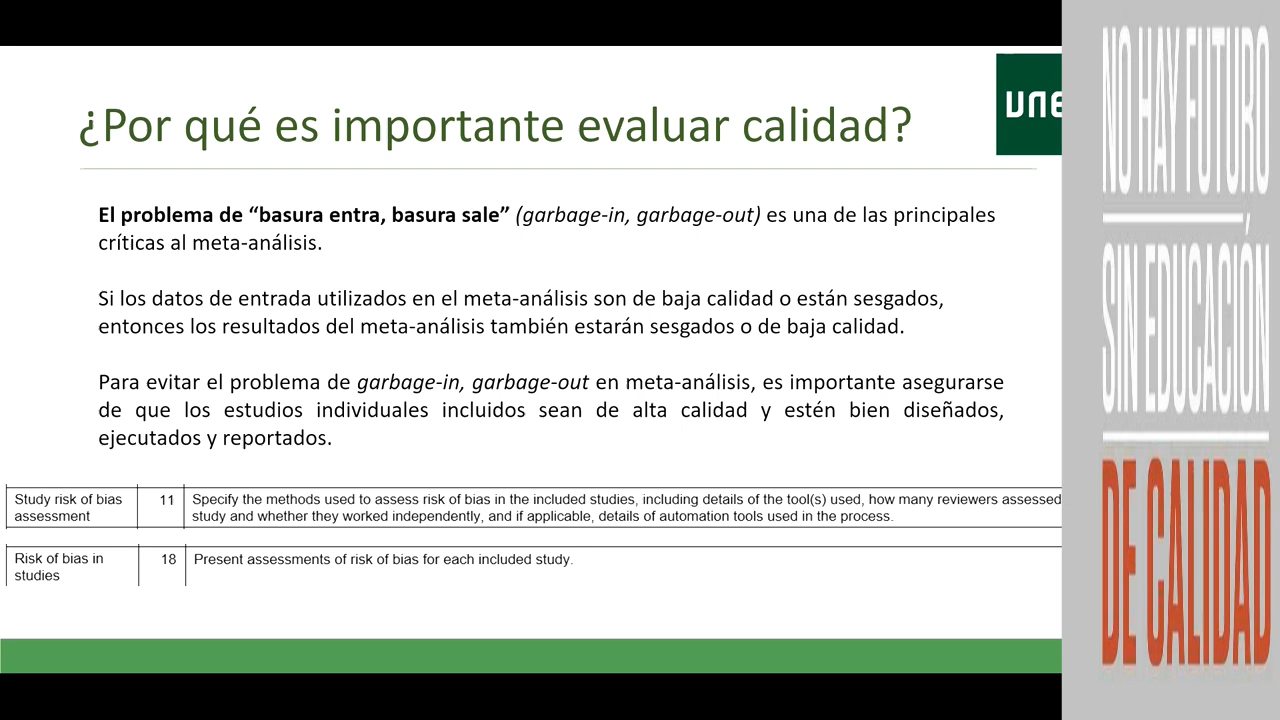 ¿Por qué es importante evaluar calidad?
El problema de “basura entra, basura sale” (garbage-in, garbage-out) es una de las principales
críticas al meta-análisis.
Si los datos de entrada utilizados en el meta-análisis son de baja calidad o están sesgados,
entonces los resultados del meta-análisis también estarán sesgados o de baja calidad.
Para evitar el problema de garbage-in, garbage-out en meta-análisis, es importante asegurarse
de que los estudios individuales incluidos sean de alta calidad y estén bien diseñados,
ejecutados y reportados.
Study risk of bias
assessment
11
Specify the methods used to assess risk of bias in the included studies, including details of the tool(s) used, how many reviewers assessed
study and whether they worked independently, and if applicable, details of automation tools used in the process.
Risk of bias in
studies
18
Present assessments of risk of bias for each included study.
NO HAY FUTURO
SIN EDUCACIÓN
DE CALIDAD